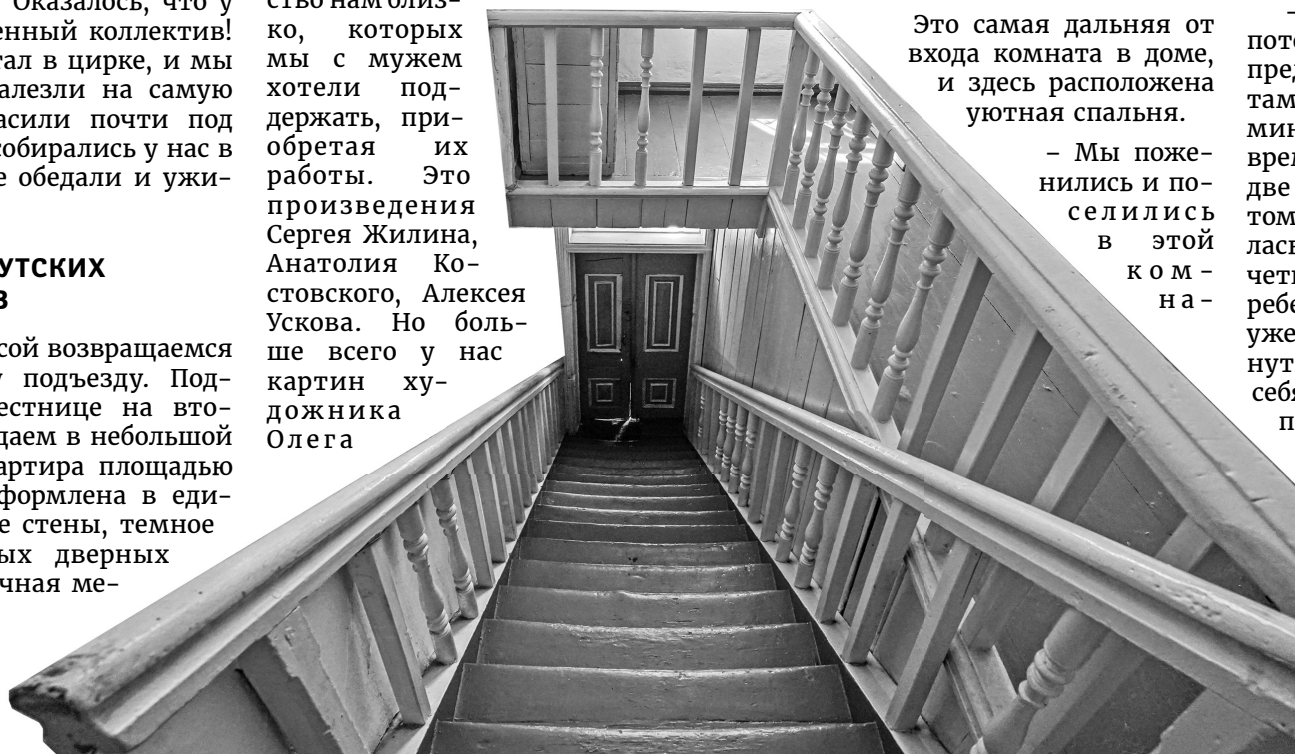 Оказалось, что у
енный коллектив!
тал в цирке, и мы
алезли на самую
асили почти под
собирались у нас в
е обедали и ужи–
УТСКИХ
В
сой возвращаемся
у подъезду. Под–
естнице на вто–
даем в небольшой
артира площадью
формлена в еди–
е стены, темное
ых дверных
чная ме–
ство нам близ–
ко, которых
мы с мужем
хотели под–
держать, при–
обретая их
работы. Это
произведения
Сергея Жилина,
Анатолия Ко–
стовского, Алексея
Ускова. Но боль–
ше всего у нас
картин ху–
дожника
Олега
Это самая дальняя от
входа комната в доме,
и здесь расположена
уютная спальня.
– Мы поже–
нились и по–
селились
в этой
ком–
на–
–
пото
пред
там
мин
врем
две
том
лась
четь
ребе
уже
нут
себя
п